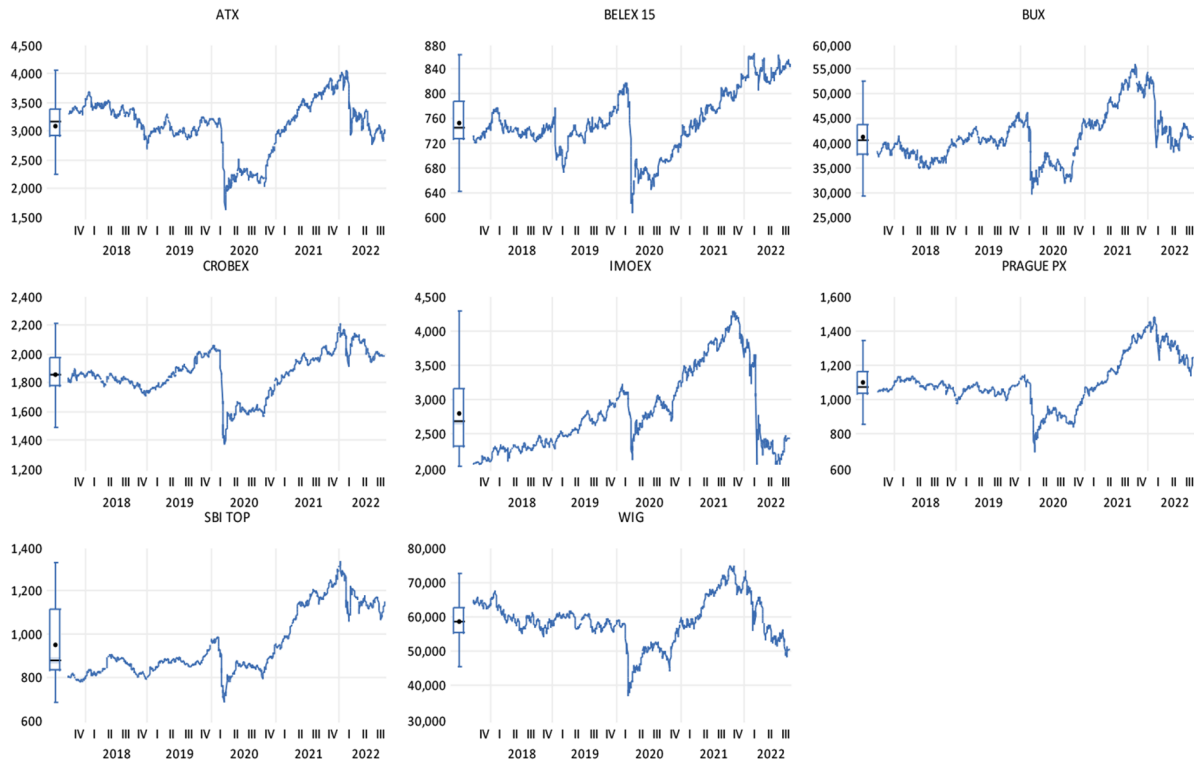 ATX BELEX 15 BUX
4,500 880 60,000
4,000 840 55,000
3,500 800 50,000
3,000 760 45,000
2,500 720 40,000
2,000 680 35,000
1,500 640 30,000
600 25,000
IV I II III IV I II III IV I II III IV I II III IV I II III IV I II III IV I II III IV I II III IV I II III IV I II III IV I II III IV I II III IV I II III IV I II III IV I II III
2018 2019 2020 2021 2022 2018 2019 2020 2021 2022 2018 2019 2020 2021 2022
CROBEX IMOEX PRAGUE PX
2,400 4,500 1,600
2,200 4,000 1,400
2,000 3,500 1,200
1,800 3,000 1,000
1,600 2,500 800
1,400 2,000 600
1,200
IV I II III IV I II III IV I II III IV I II III IV I II III IV I II III IV I II III IV I II III IV I II III IV I II III IV I II III IV I II III IV I II III IV I II III IV I II III
2018 2019 2020 2021 2022 2018 2019 2020 2021 2022 2018 2019 2020 2021 2022
SBI TOP WIG
1,400 80,000
1,200 70,000
1,000 60,000
800 50,000
600 40,000
30,000
IV I II III IV I II III IV I II III IV I II III IV I II III IV I II III IV I II III IV I II III IV I II III IV I II III
2018 2019 2020 2021 2022 2018 2019 2020 2021 2022